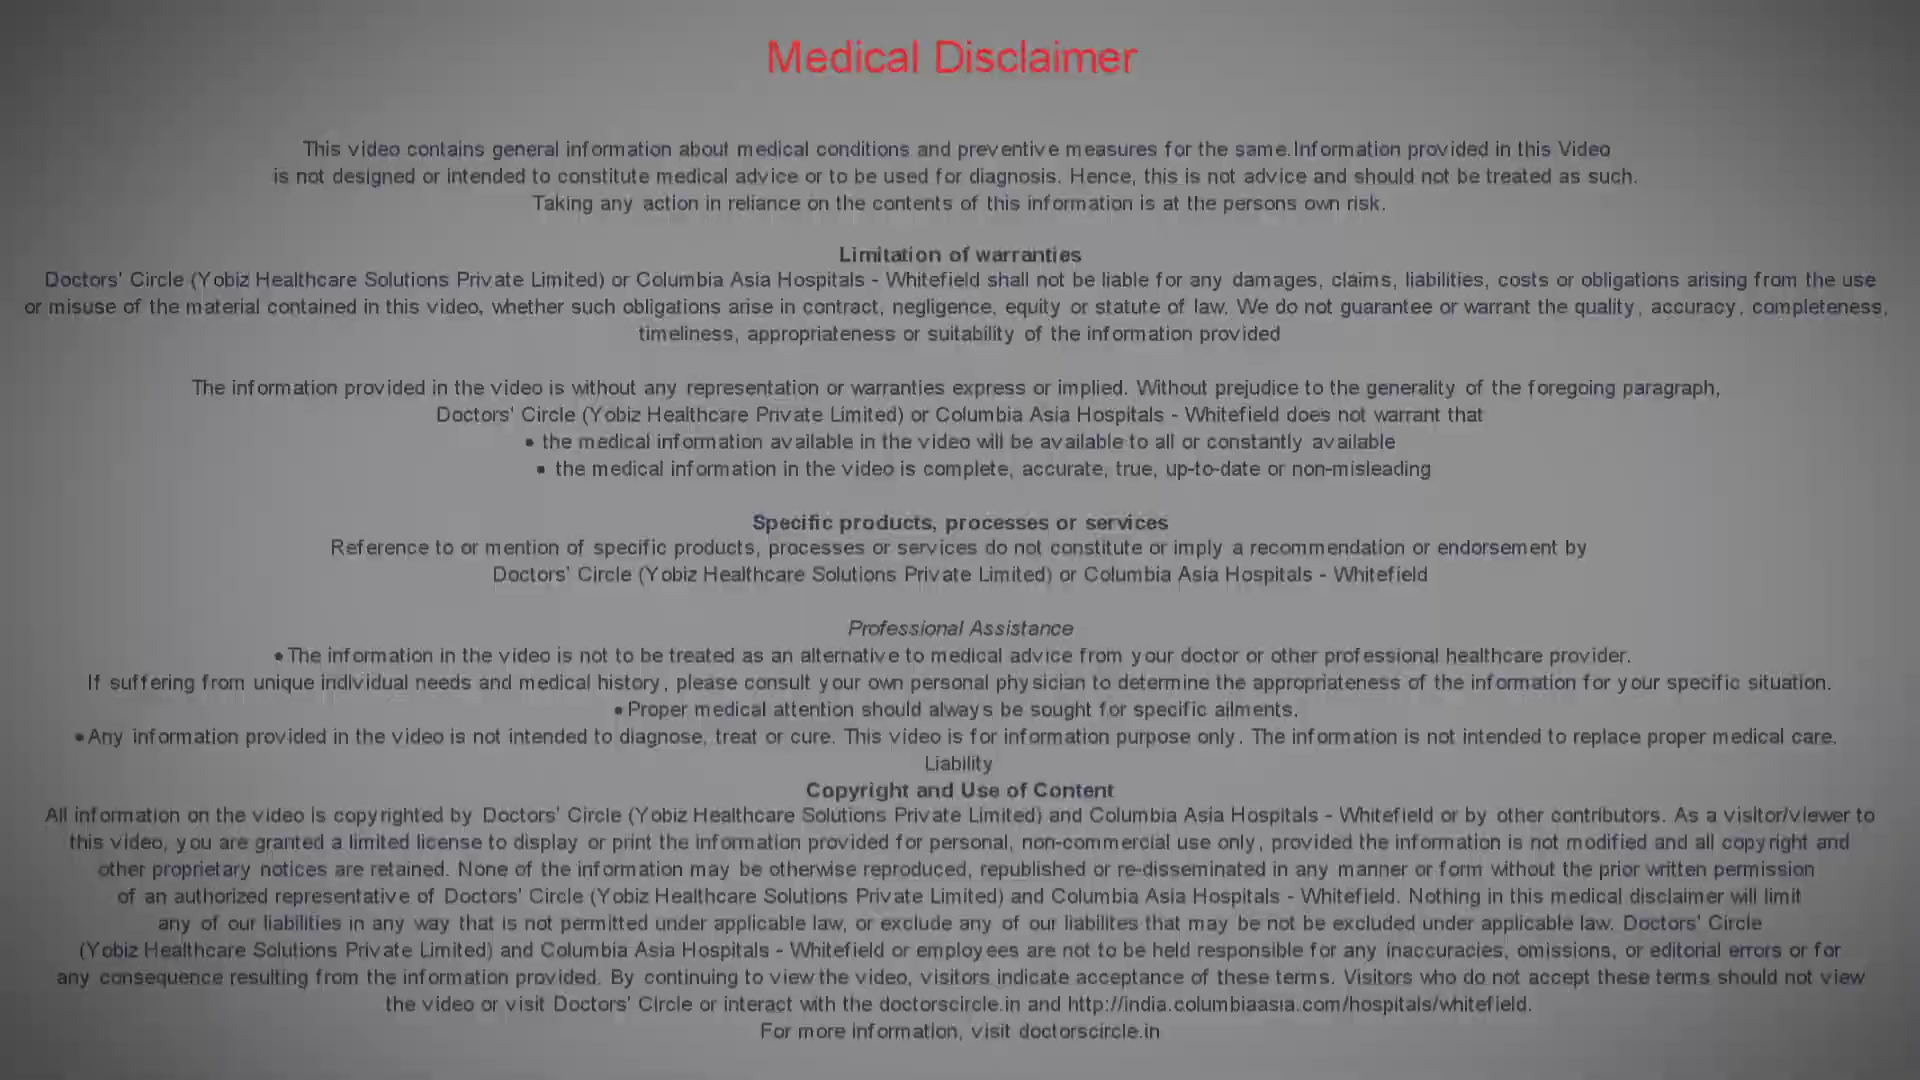 Medical Disclaimer
This video contains general information about medical conditions and preventive measures for the same.Information provided in this Video
is not designed or intended to constitute medical advice or to be used for diagnosis. Hence, this is not advice and should not be treated as such.
Taking any action in reliance on the contents of this information is at the persons own risk.
Limitation of warranties
Doctors' Circle (Yobiz Healthcare Solutions Private Limited) or Columbia Asia Hospitals - Whitefield shall not be liable for any damages, claims, liabilities, costs or obligations arising from the use
or misuse of the material contained in this video, whether such obligations arise in contract, negligence, equity or statute of law. We do not guarantee or warrant the quality, accuracy, completeness,
timeliness, appropriateness or suitability of the information provided
The information provided in the video is without any representation or warranties express or implied. Without prejudice to the generality of the foregoing paragraph,
Doctors' Circle (Yobiz Healthcare Private Limited) or Columbia Asia Hospitals - Whitefield does not warrant that
• the medical information available in the video will be available to all or constantly available
• the medical information in the video is complete, accurate, true, up-to-date or non-misleading
Specific products, processes or services
Reference to or mention of specific products, processes or services do not constitute or imply a recommendation or endorsement by
Doctors' Circle (Yobiz Healthcare Solutions Private Limited) or Columbia Asia Hospitals - Whitefield
Professional Assistance
• The information in the video is not to be treated as an alternative to medical advice from your doctor or other professional healthcare provider.
If suffering from unique individual needs and medical history, please consult your own personal physician to determine the appropriateness of the information for your specific situation.
• Proper medical attention should always be sought for specific ailments.
• Any information provided in the video is not intended to diagnose, treat or cure. This video is for information purpose only. The information is not intended to replace proper medical care.
Liability
Copyright and Use of Content
All information on the video is copyrighted by Doctors' Circle (Yobiz Healthcare Solutions Private Limited) and Columbia Asia Hospitals - Whitefield or by other contributors. As a visitor/viewer to
this video, you are granted a limited license to display or print the information provided for personal, non-commercial use only, provided the information is not modified and all copyright and
other proprietary notices are retained. None of the information may be otherwise reproduced, republished or re-disseminated in any manner or form without the prior written permission
of an authorized representative of Doctors' Circle (Yobiz Healthcare Solutions Private Limited) and Columbia Asia Hospitals - Whitefield. Nothing in this medical disclaimer will limit
any of our liabilities in any way that is not permitted under applicable law, or exclude any of our liabilites that may be not be excluded under applicable law. Doctors' Circle
(Yobiz Healthcare Solutions Private Limited) and Columbia Asia Hospitals - Whitefield or employees are not to be held responsible for any inaccuracies, omissions, or editorial errors or for
any consequence resulting from the information provided. By continuing to view the video, visitors indicate acceptance of these terms. Visitors who do not accept these terms should not view
the video or visit Doctors' Circle or interact with the doctorscircle.in and http://india.columbiaasia.com/hospitals/whitefield.
For more information, visit doctorscircle.in